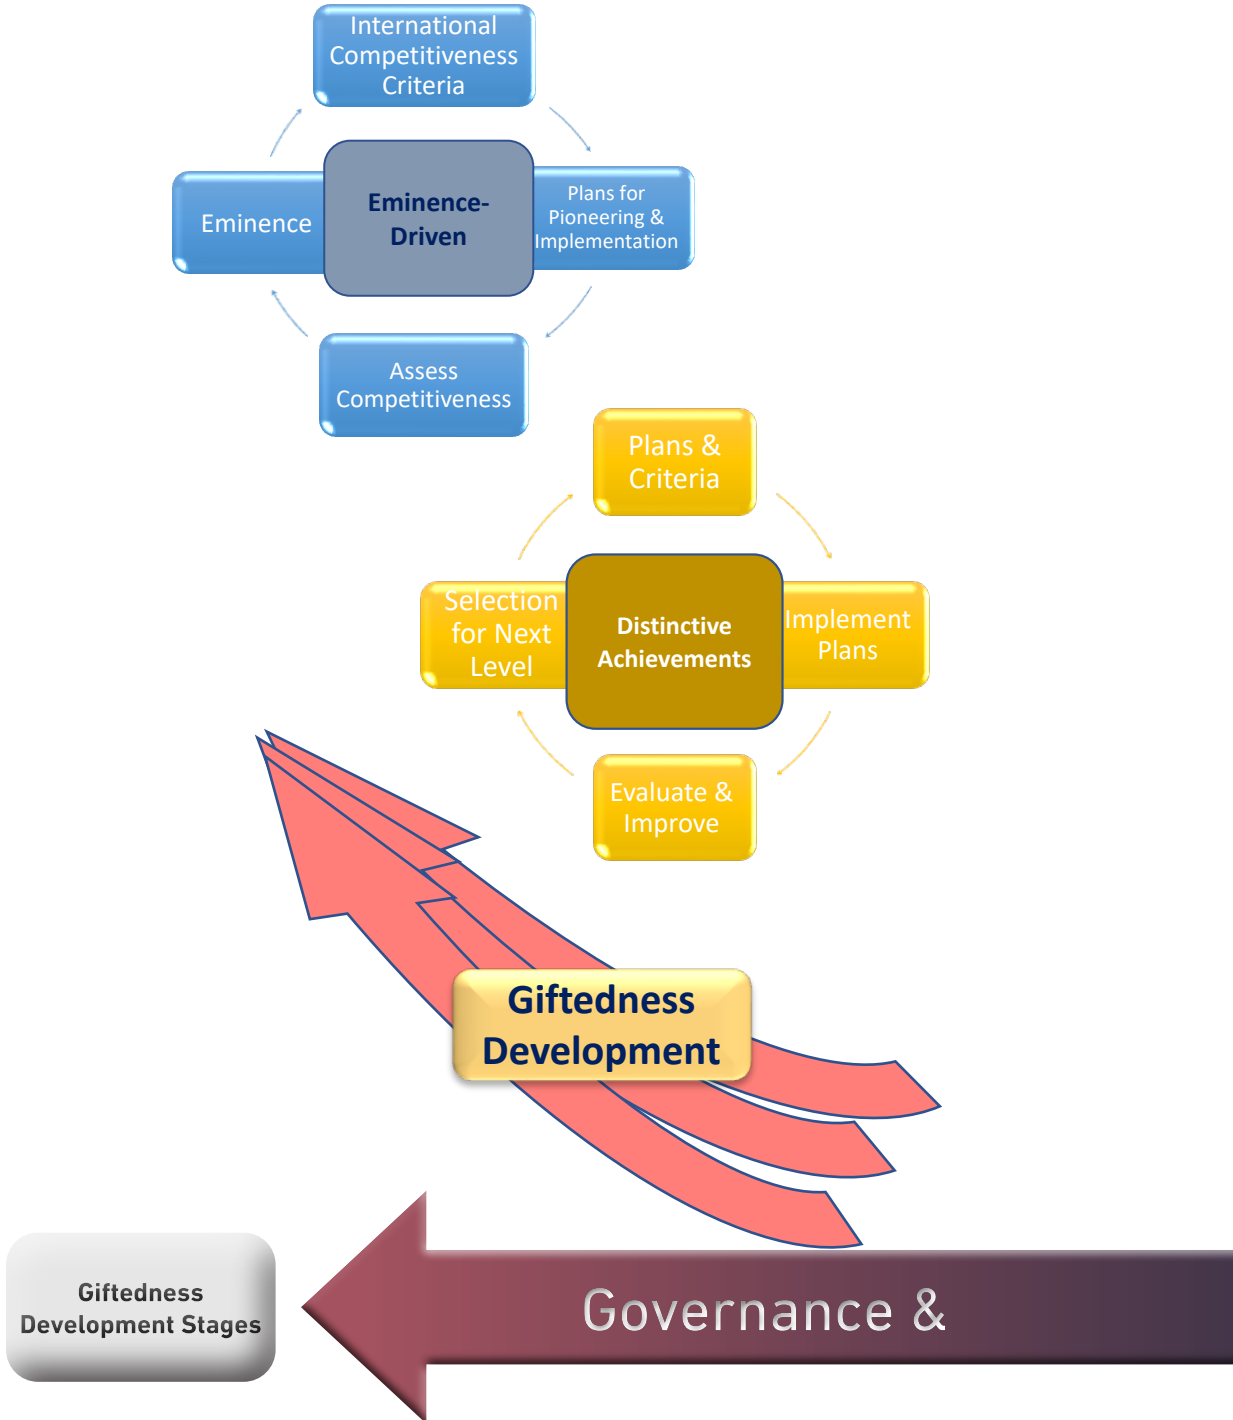 International
Competitiveness
Criteria
Eminence
Eminence-
Driven
Plans for
Pioneering &
Implementation
Assess
Competitiveness
Plans &
Criteria
Selection
for Next
Level
Distinctive
Achievements
Implement
Plans
Evaluate &
Improve
Giftedness
Development
Giftedness
Development Stages
Governance &